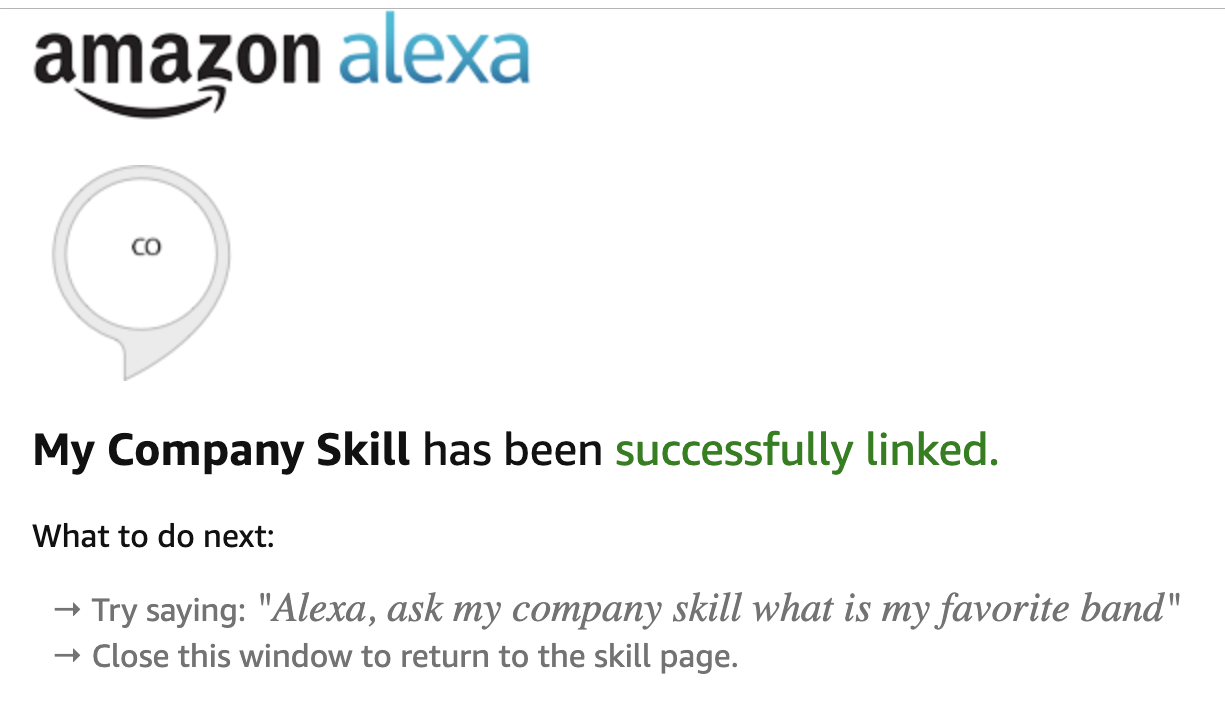 amazon alexa
CO
My Company Skill has been successfully linked.
What to do next:
→ Try saying: "Alexa, ask my company skill what is my favorite band"
→ Close this window to return to the skill page.